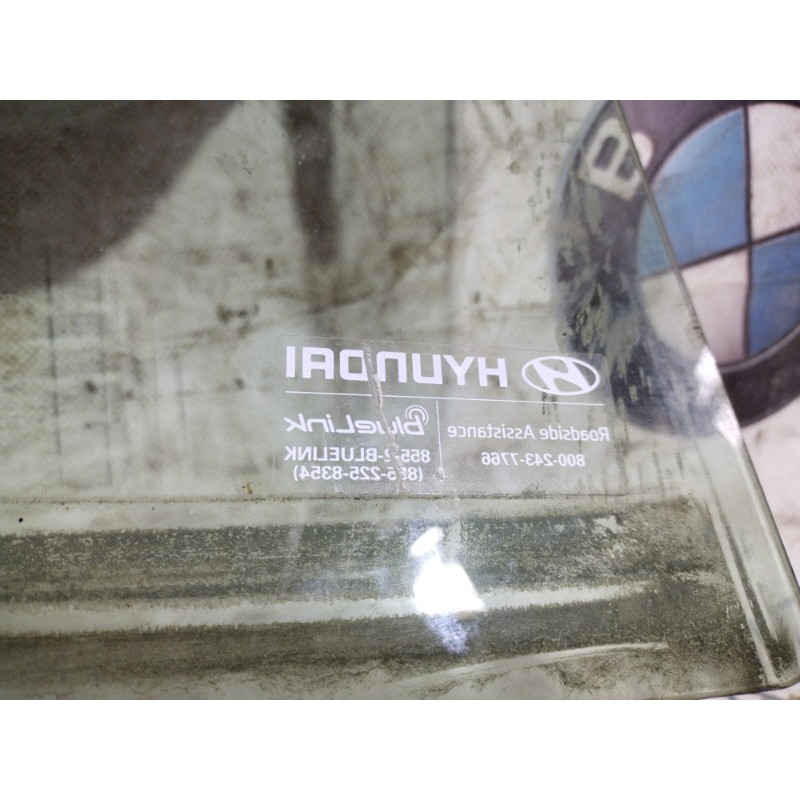 HYUNDAI
Roadside Assistance
800-243-7766
blueLink
855-2-BLUELINK
(855-225-8354)
B